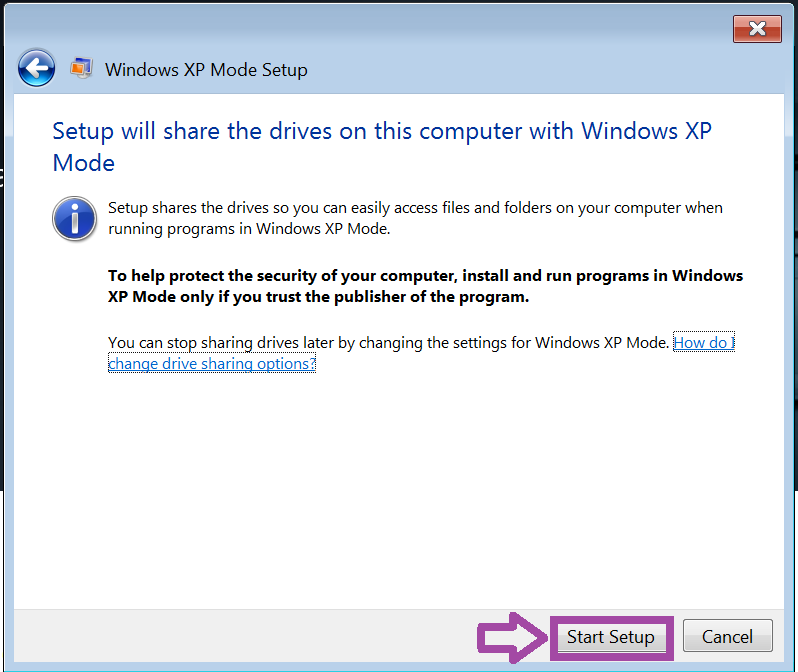 Windows XP Mode Setup
Setup will share the drives on this computer with Windows XP
Mode
Setup shares the drives so you can easily access files and folders on your computer when
running programs in Windows XP Mode.
To help protect the security of your computer, install and run programs in Windows
XP Mode only if you trust the publisher of the program.
You can stop sharing drives later by changing the settings for Windows XP Mode. How do I
change drive sharing options?
Start Setup
Cancel